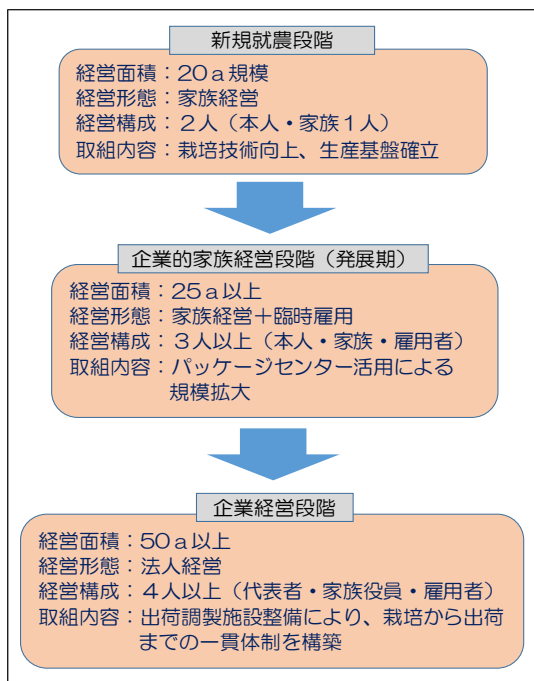 新規就農段階
経営面積：20a規模
経営形態：家族経営
経営構成：2人（本人・家族1人）
取組内容：栽培技術向上、生産基盤確立
企業的家族経営段階（発展期）
経営面積：25a以上
経営形態：家族経営＋臨時雇用
経営構成：3人以上（本人・家族・雇用者）
取組内容：パッケージセンター活用による
規模拡大
企業経営段階
経営面積：50a以上
経営形態：法人経営
経営構成：4人以上（代表者・家族役員・雇用者）
取組内容：出荷調製施設整備により、栽培から出荷
までの一貫体制を構築